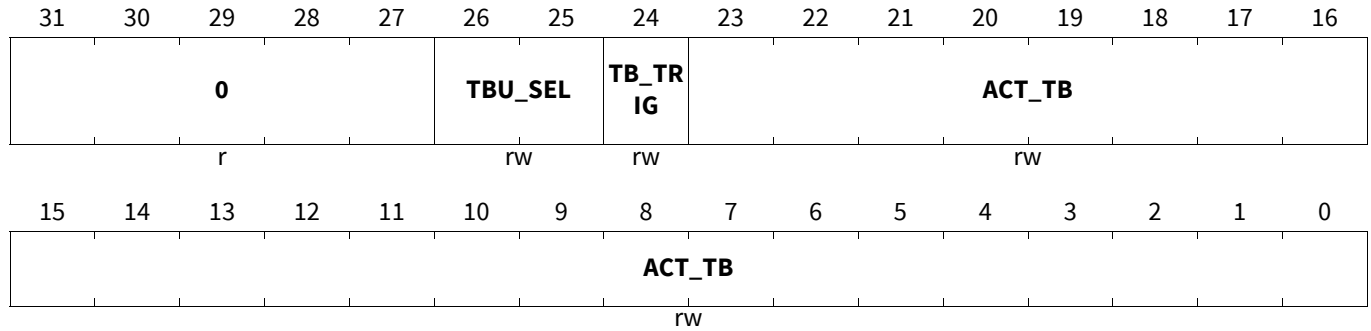 31 30 29 28 27 26 25 24 23 22 21 20 19 18 17 16
0 TBU_SEL TB_TR ACT_TB
IG
r rw rw rw
15 14 13 12 11 10 9 8 7 6 5 4 3 2 1 0
ACT_TB
rw